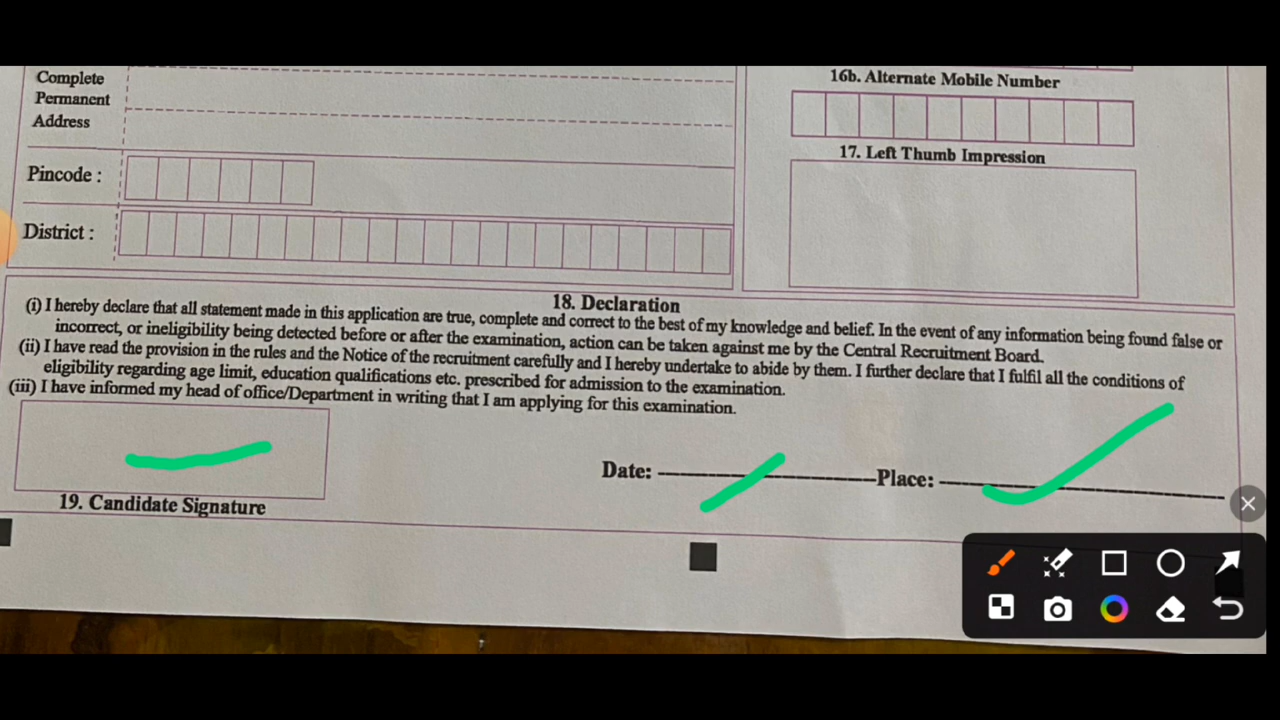 Complete
Permanent
Address
Pincode :
District :
16b. Alternate Mobile Number
17. Left Thumb Impression
18. Declaration
(i) I hereby declare that all statement made in this application are true, complete and correct to the best of my knowledge and belief. In the event of any information being found false or
incorrect, or ineligibility being detected before or after the examination, action can be taken against me by the Central Recruitment Board.
(ii) I have read the provision in the rules and the Notice of the recruitment carefully and I hereby undertake to abide by them. I further declare that I fulfil all the conditions of
eligibility regarding age limit, education qualifications etc. prescribed for admission to the examination.
(iii) I have informed my head of office/Department in writing that I am applying for this examination.
Date: Place:
19. Candidate Signature